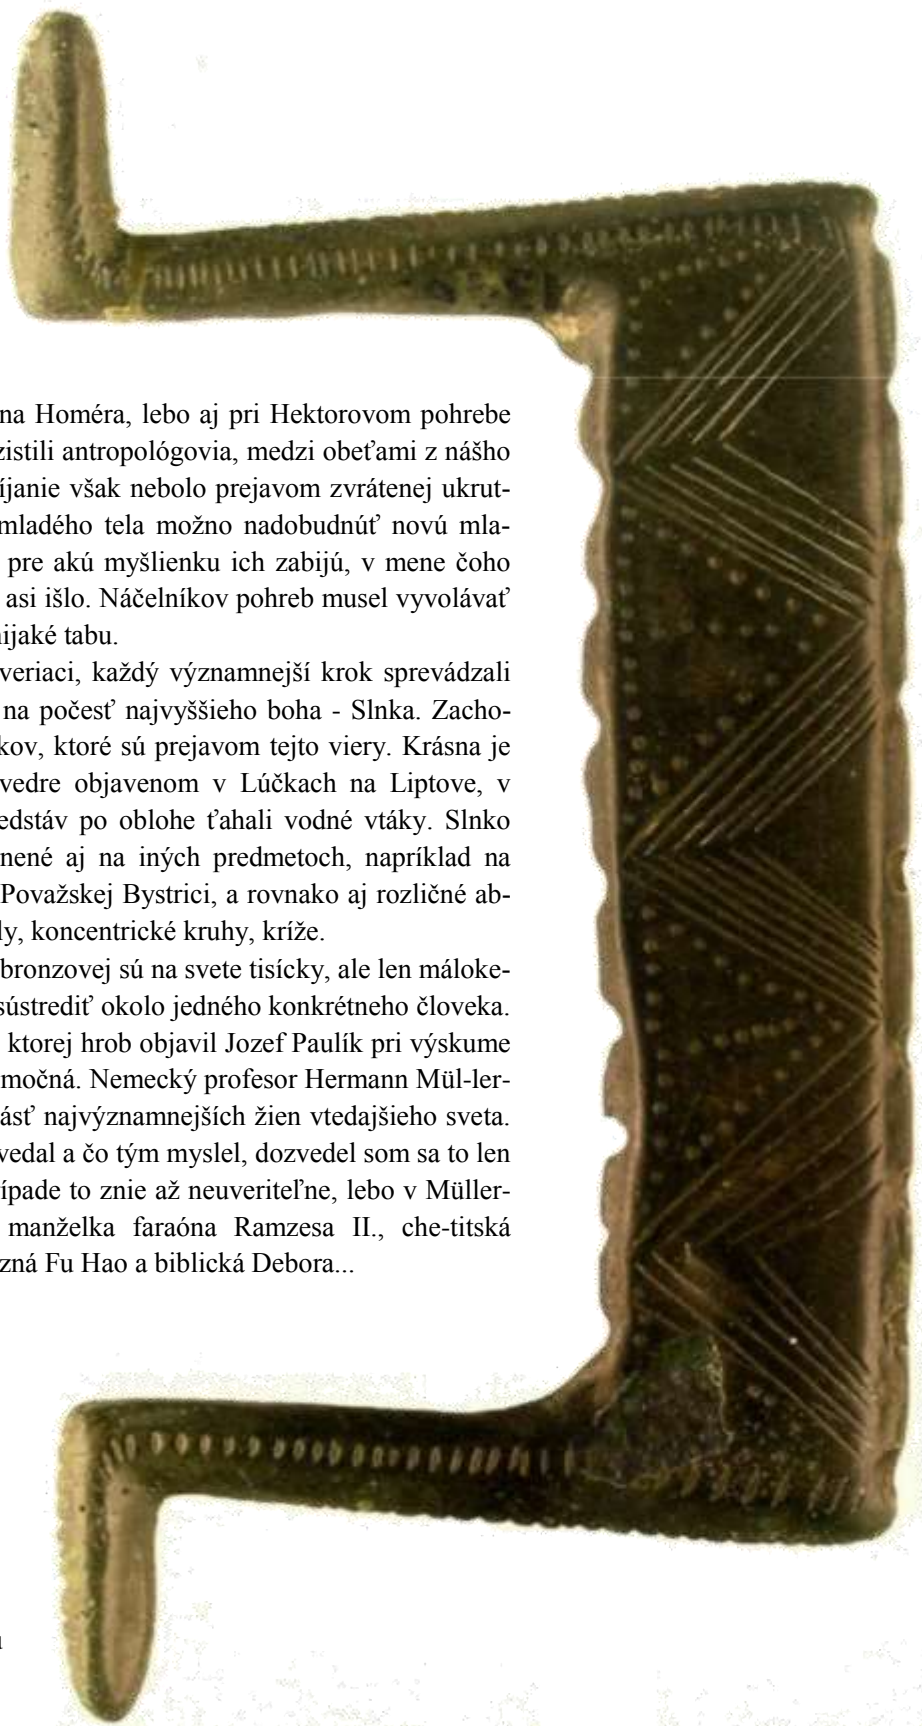 na Homéra, lebo aj pri Hektorovom pohrebe
zistili antropológovia, medzi obeťami z nášho
íjanie však nebolo prejavom zvrátenej ukrut-
mladého tela možno nadobudnúť novú mla-
pre akú myšlienku ich zabijú, v mene čoho
asi išlo. Náčelníkov pohreb musel vyvolávať
nijaké tabu.
veriaci, každý významnejší krok sprevádzali
na počesť najvyššieho boha - Slnka. Zacho-
kov, ktoré sú prejavom tejto viery. Krásna je
vedre objavenom v Lúčkach na Liptove, v
edstáv po oblohe ťahali vodné vtáky. Slnko
nené aj na iných predmetoch, napríklad na
Považskej Bystrici, a rovnako aj rozličné ab-
ly, koncentrické kruhy, kríže.
bronzovej sú na svete tisícky, ale len máloke-
sústrediť okolo jedného konkrétneho človeka.
ktorej hrob objavil Jozef Paulík pri výskume
močná. Nemecký profesor Hermann Mül-ler-
ásť najvýznamnejších žien vtedajšieho sveta.
vedal a čo tým myslel, dozvedel som sa to len
rípade to znie až neuveriteľne, lebo v Müller-
manželka faraóna Ramzesa II., che-titská
zná Fu Hao a biblická Debora...